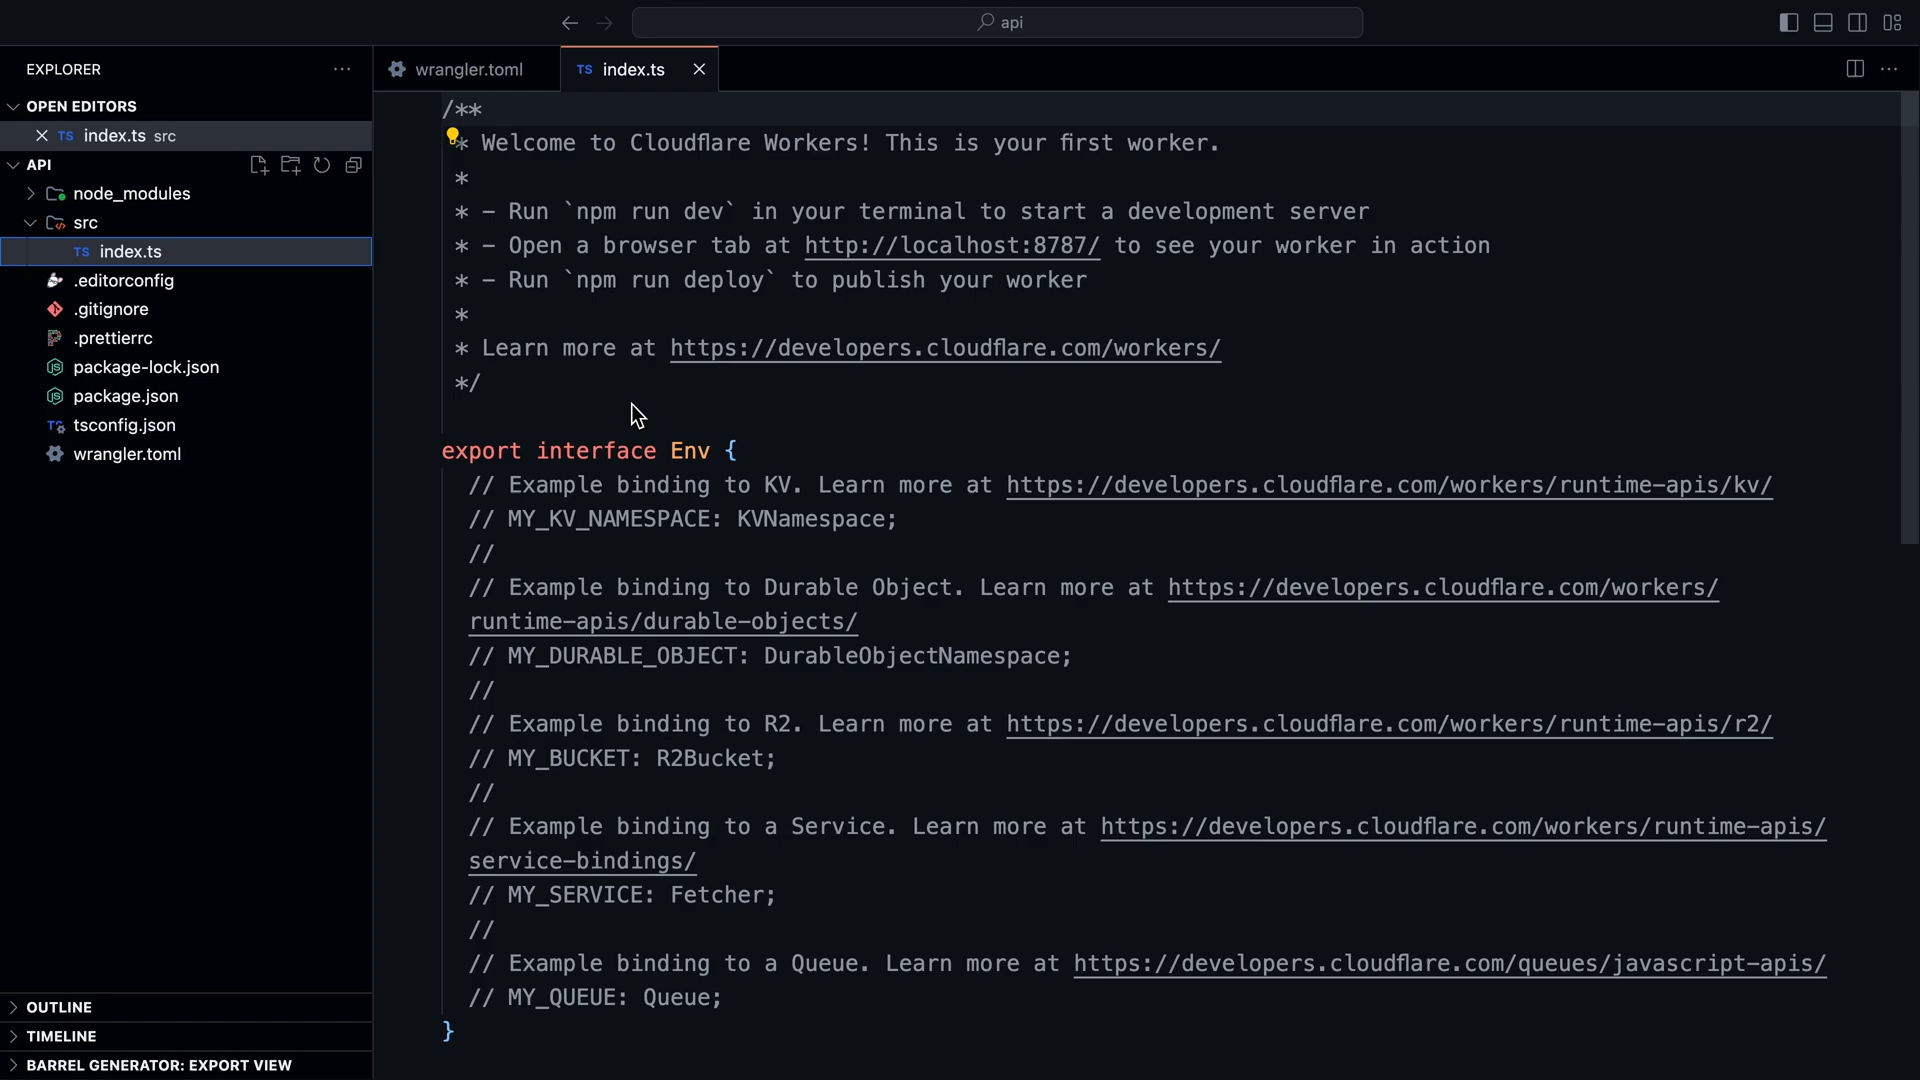 api
EXPLORER
OPEN EDITORS
TS index.ts src
API
node_modules
src
TS index.ts
.editorconfig
.gitignore
.prettierrc
package-lock.json
package.json
tsconfig.json
wrangler.toml
OUTLINE
TIMELINE
BARREL GENERATOR: EXPORT VIEW
wrangler.toml
TS index.ts
/**
* Welcome to Cloudflare Workers! This is your first worker.
*
* – Run `npm run dev` in your terminal to start a development server
* – Open a browser tab at http://localhost:8787/ to see your worker in action
* – Run `npm run deploy` to publish your worker
*
* Learn more at https://developers.cloudflare.com/workers/
*/
export interface Env {
// Example binding to KV. Learn more at https://developers.cloudflare.com/workers/runtime-apis/kv/
// MY_KV_NAMESPACE: KVNamespace;
//
// Example binding to Durable Object. Learn more at https://developers.cloudflare.com/workers/
runtime-apis/durable-objects/
// MY_DURABLE_OBJECT: DurableObjectNamespace;
//
// Example binding to R2. Learn more at https://developers.cloudflare.com/workers/runtime-apis/r2/
// MY_BUCKET: R2Bucket;
//
// Example binding to a Service. Learn more at https://developers.cloudflare.com/workers/runtime-apis/
service-bindings/
// MY_SERVICE: Fetcher;
//
// Example binding to a Queue. Learn more at https://developers.cloudflare.com/queues/javascript-apis/
// MY_QUEUE: Queue;
}